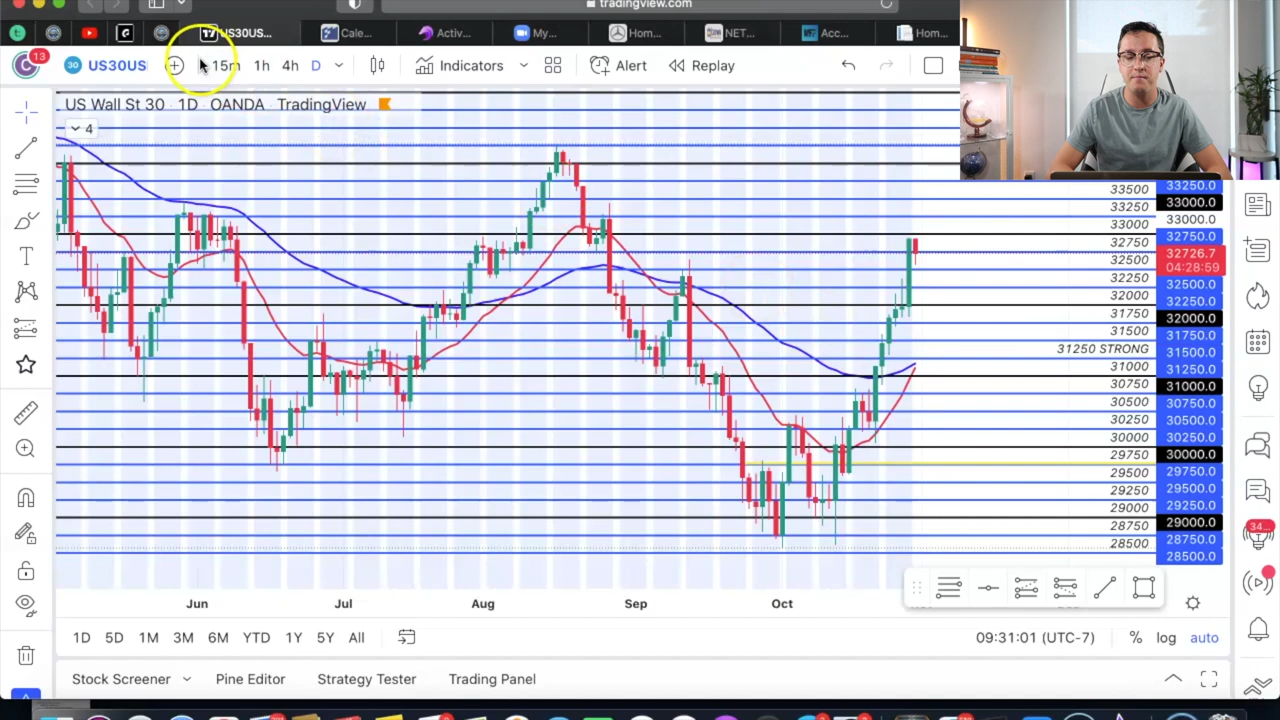 tradingview.com
17 US30US...
Cale...
Activ...
My...
Hom...
NET...
Acc...
Hom...
13
30 US30US
15m 1h 4h D
Indicators
Alert
Replay
US Wall St 30 · 1D · OANDA · TradingView
4
33500
33250
33000
32750
32500
32250
32000
31750
31500
31250 STRONG
31000
30750
30500
30250
30000
29750
29500
29250
29000
28750
28500
33250.0
33000.0
33000.0
32750.0
32726.7
04:28:59
32500.0
32250.0
32000.0
31750.0
31500.0
31250.0
31000.0
30750.0
30500.0
30250.0
30000.0
29750.0
29500.0
29250.0
29000.0
28750.0
28500.0
34...
Jun Jul Aug Sep Oct
1D 5D 1M 3M 6M YTD 1Y 5Y All
09:31:01 (UTC-7)
% log auto
Stock Screener
Pine Editor
Strategy Tester
Trading Panel